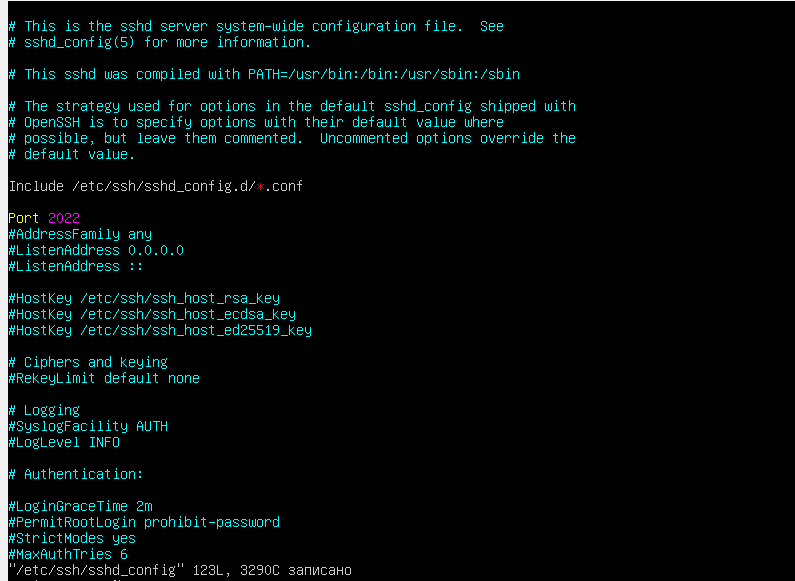 # This is the sshd server system-wide configuration file.  See
# sshd_config(5) for more information.
# This sshd was compiled with PATH=/usr/bin:/bin:/usr/sbin:/sbin
# The strategy used for options in the default sshd_config shipped with
# OpenSSH is to specify options with their default value where
# possible, but leave them commented.  Uncommented options override the
# default value.
Include /etc/ssh/sshd_config.d/*.conf
Port 2022
#AddressFamily any
#ListenAddress 0.0.0.0
#ListenAddress ::
#HostKey /etc/ssh/ssh_host_rsa_key
#HostKey /etc/ssh/ssh_host_ecdsa_key
#HostKey /etc/ssh/ssh_host_ed25519_key
# Ciphers and keying
#RekeyLimit default none
# Logging
#SyslogFacility AUTH
#LogLevel INFO
# Authentication:
#LoginGraceTime 2m
#PermitRootLogin prohibit-password
#StrictModes yes
#MaxAuthTries 6
"/etc/ssh/sshd_config" 123L, 3290C записано